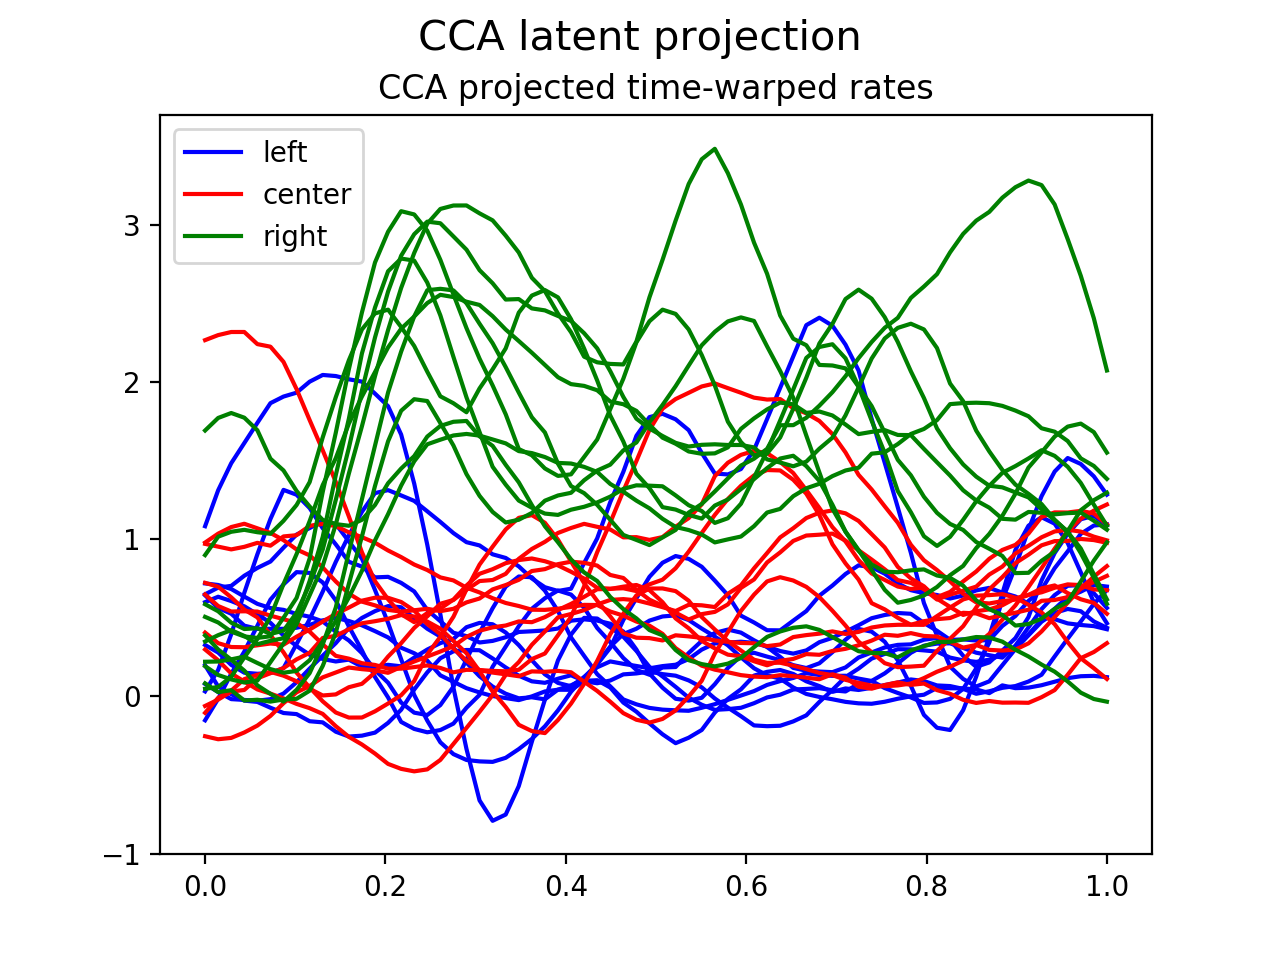 CCA latent projection
CCA projected time-warped rates
left
center
right
3
2
1
0
−1
0.0 0.2 0.4 0.6 0.8 1.0